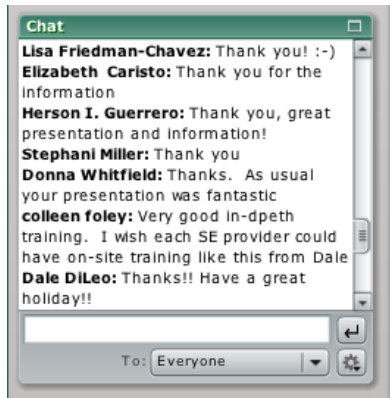 Chat
Lisa Friedman-Chavez: Thank you! :-)
Elizabeth Caristo: Thank you for the
information
Herson I. Guerrero: Thank you, great
presentation and information!
Stephani Miller: Thank you
Donna Whitfield: Thanks. As usual
your presentation was fantastic
colleen foley: Very good in-dpeth
training. I wish each SE provider could
have on-site training like this from Dale
Dale DiLeo: Thanks!! Have a great
holiday!!
To: Everyone